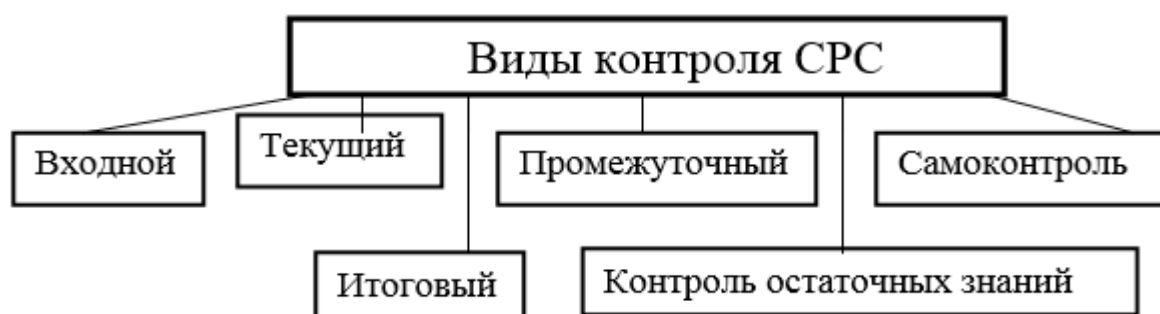 Виды контроля СРС
Входной
Текущий
Промежуточный
Самоконтроль
Итоговый
Контроль остаточных знаний